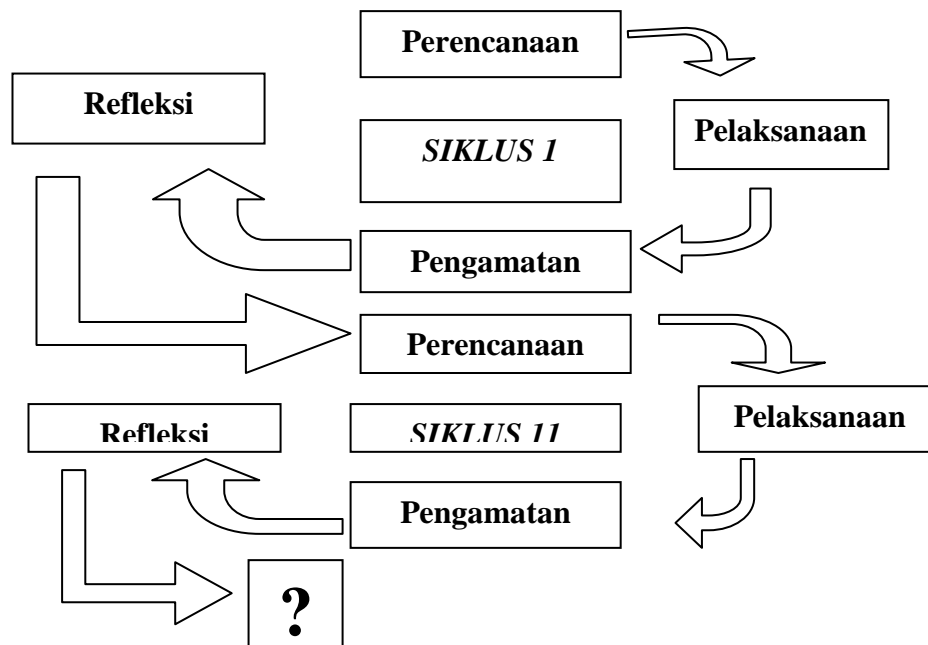 Perencanaan
Refleksi
Pelaksanaan
SIKLUS 1
Pengamatan
Perencanaan
Pelaksanaan
Refleksi
SIKLUS 11
Pengamatan
?